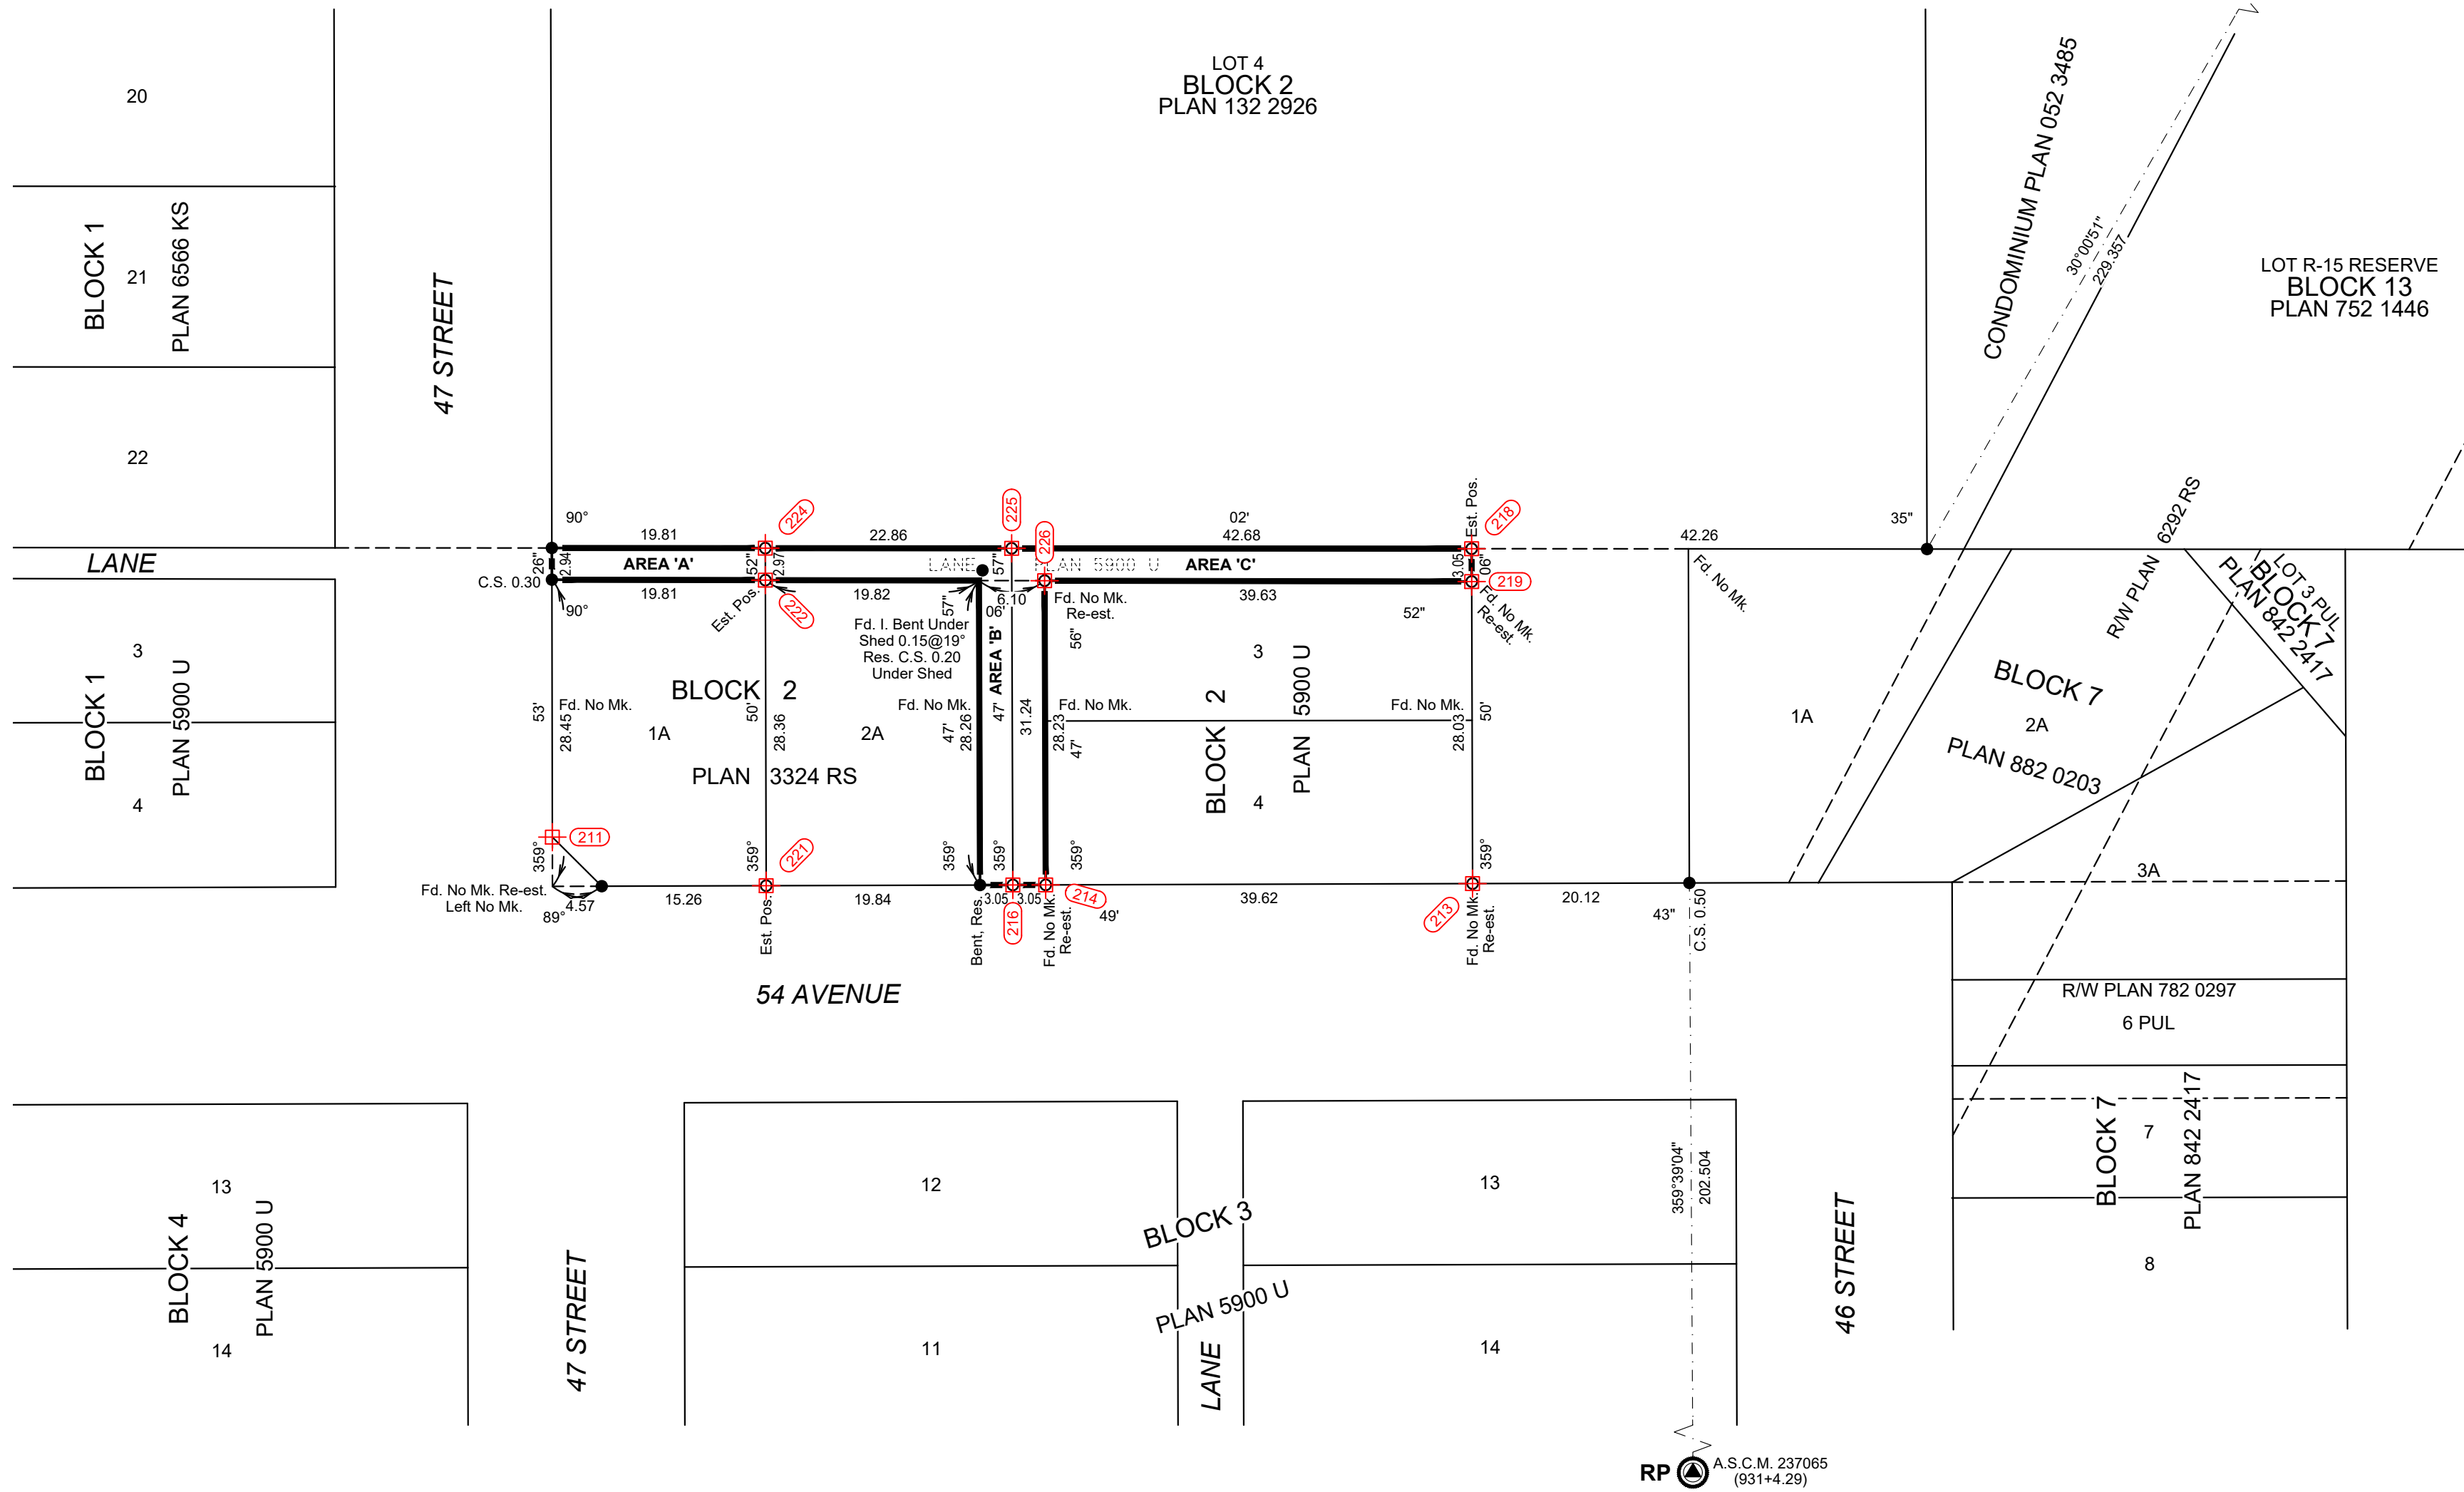 LOT 4
BLOCK 2
PLAN 132 2926
CONDOMINIUM PLAN 052 3485
30°00'51"
229.357
LOT R-15 RESERVE
BLOCK 13
PLAN 752 1446
20
BLOCK 1
21
PLAN 6566 KS
22
47 STREET
LANE
BLOCK 1
3
4
PLAN 5900 U
90°
19.81
224
22.86
225
02'
42.68
Est. Pos.
218
42.26
35"
26"
2.94
AREA 'A'
52"
2.97
LANE
57"
226
PLAN 5900 U
AREA 'C'
3.05
06"
219
C.S. 0.30
90°
19.81
Est. Pos.
222
19.82
57"
6.10
06'
Fd. No Mk.
Re-est.
39.63
52"
Fd. No Mk.
Re-est.
Fd. No Mk.
Fd. I. Bent Under
Shed 0.15@19°
Res. C.S. 0.20
Under Shed
AREA 'B'
56"
53'
Fd. No Mk.
28.45
BLOCK 2
1A
50'
28.36
2A
PLAN 3324 RS
Fd. No Mk.
47'
28.26
47'
31.24
Fd. No Mk.
28.23
47'
3
BLOCK 2
PLAN 5900 U
4
Fd. No Mk.
28.03
50'
1A
R/W PLAN 6292 RS
LOT 3 PUL
BLOCK 7
PLAN 842 2417
BLOCK 7
2A
PLAN 882 0203
3A
211
359°
359°
221
359°
359°
359°
359°
Fd. No Mk. Re-est.
Left No Mk.
4.57
89°
15.26
Est. Pos.
19.84
Bent, Res.
3.05
216
3.05
214
Fd. No Mk.
Re-est.
49'
39.62
213
Fd. No Mk.
Re-est.
20.12
43"
C.S. 0.50
54 AVENUE
R/W PLAN 782 0297
6 PUL
BLOCK 7
7
PLAN 842 2417
8
13
BLOCK 4
PLAN 5900 U
14
47 STREET
12
11
BLOCK 3
PLAN 5900 U
LANE
13
14
359°39'04"
202.504
46 STREET
RP
A.S.C.M. 237065
(931+4.29)